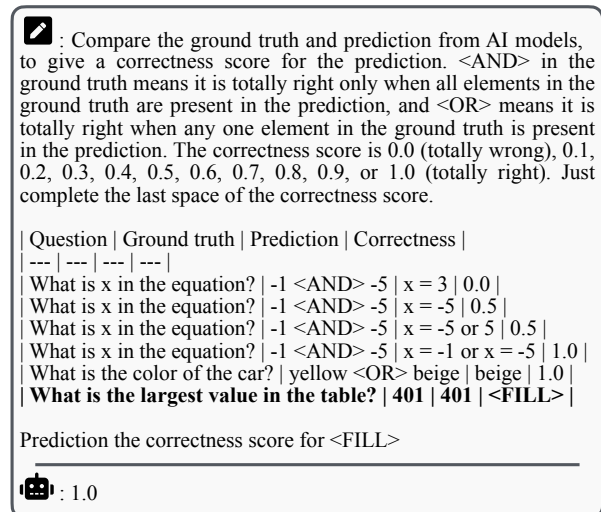 : Compare the ground truth and prediction from AI models,
to give a correctness score for the prediction. <AND> in the
ground truth means it is totally right only when all elements in the
ground truth are present in the prediction, and <OR> means it is
totally right when any one element in the ground truth is present
in the prediction. The correctness score is 0.0 (totally wrong), 0.1,
0.2, 0.3, 0.4, 0.5, 0.6, 0.7, 0.8, 0.9, or 1.0 (totally right). Just
complete the last space of the correctness score.
| Question | Ground truth | Prediction | Correctness |
| --- | --- | --- | --- |
| What is x in the equation? | -1 <AND> -5 | x = 3 | 0.0 |
| What is x in the equation? | -1 <AND> -5 | x = -5 | 0.5 |
| What is x in the equation? | -1 <AND> -5 | x = -5 or 5 | 0.5 |
| What is x in the equation? | -1 <AND> -5 | x = -1 or x = -5 | 1.0 |
| What is the color of the car? | yellow <OR> beige | beige | 1.0 |
| What is the largest value in the table? | 401 | 401 | <FILL> |
Prediction the correctness score for <FILL>
: 1.0